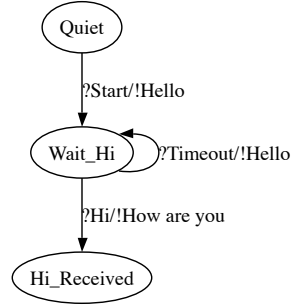 Quiet
?Start/!Hello
Wait_Hi
?Timeout/!Hello
?Hi/!How are you
Hi_Received